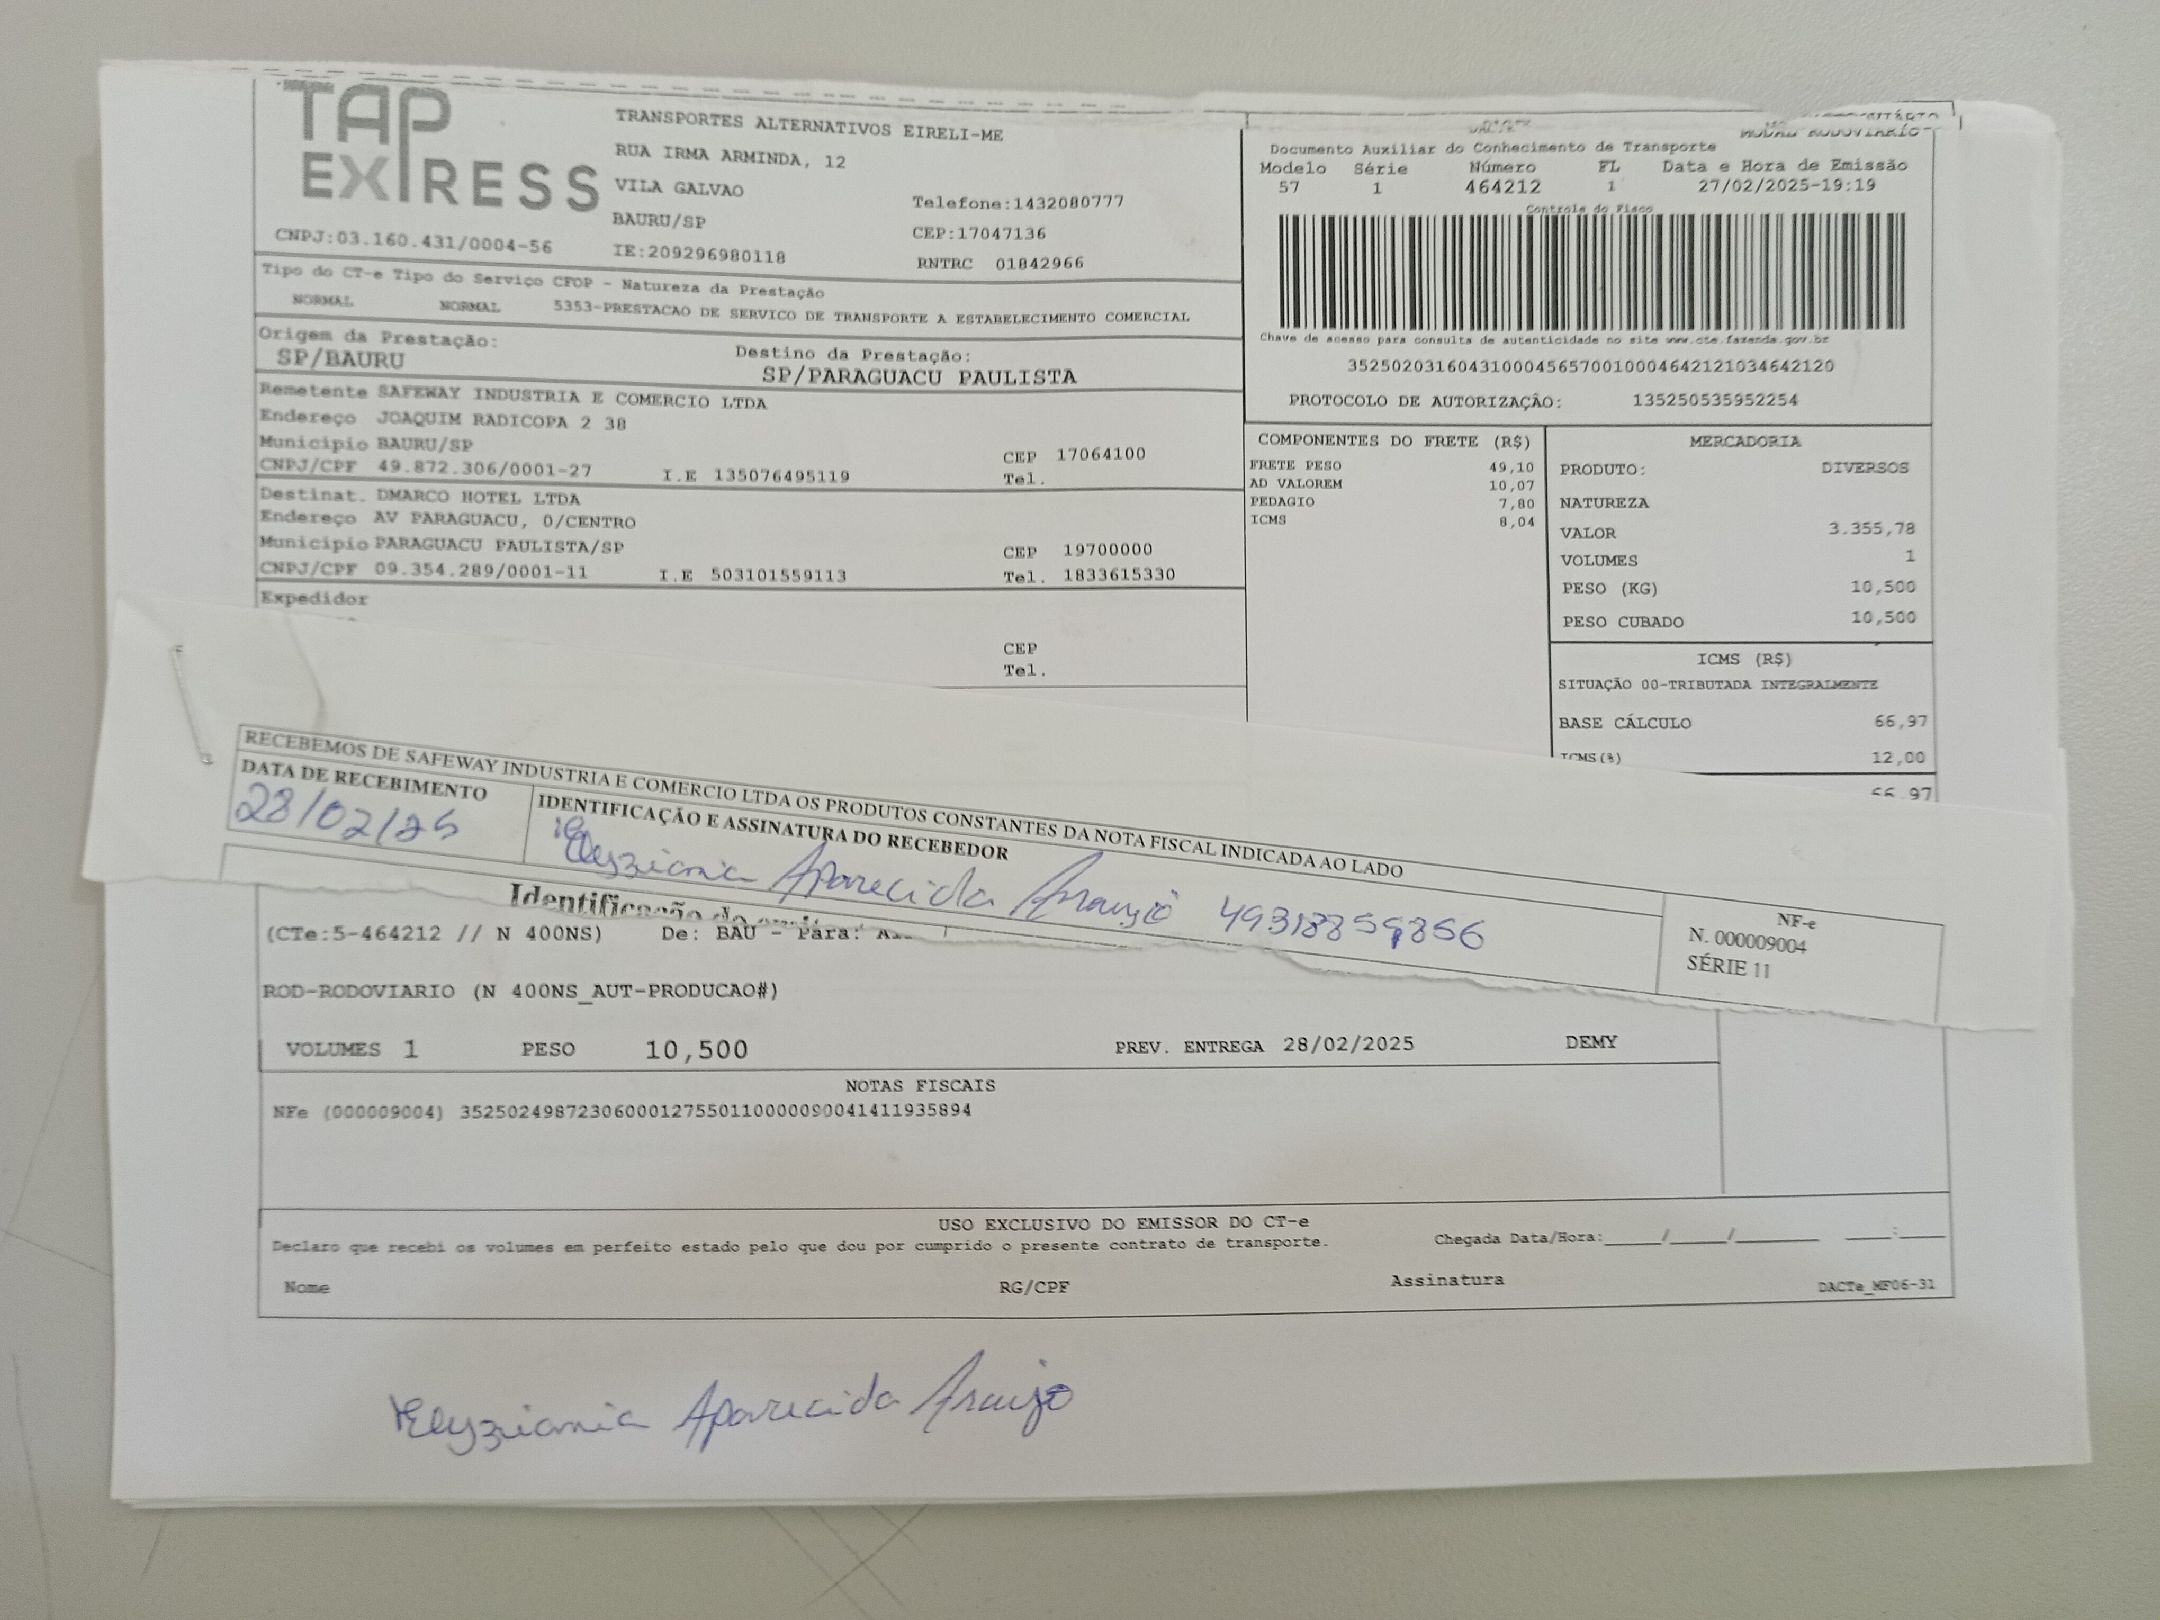 TAP
EXPRESS
TRANSPORTES ALTERNATIVOS EIRELI-ME
RUA IRMA ARMINDA, 12
VILA GALVAO
Telefone:1432080777
BAURU/SP
CEP:17047136
CNPJ:03.160.431/0004-56
IE:209296980118
RNTRC 01842966
Tipo do CT-e Tipo do Serviço CFOP - Natureza da Prestação
NORMAL NORMAL 5353-PRESTACAO DE SERVICO DE TRANSPORTE A ESTABELECIMENTO COMERCIAL
Origem da Prestação:
SP/BAURU
Destino da Prestação:
SP/PARAGUACU PAULISTA
Remetente SAFEWAY INDUSTRIA E COMERCIO LTDA
Endereço JOAQUIM RADICOPA 2 38
Municipio BAURU/SP
CEP 17064100
CNPJ/CPF 49.872.306/0001-27 I.E 135076495119 Tel.
Destinat. DMARCO HOTEL LTDA
Endereço AV PARAGUACU, 0/CENTRO
Municipio PARAGUACU PAULISTA/SP
CEP 19700000
CNPJ/CPF 09.354.289/0001-11 I.E 503101559113 Tel. 1833615330
Expedidor
CEP
Tel.
MODAL RODOVIÁRIO
Documento Auxiliar do Conhecimento de Transporte
Modelo Série Número FL Data e Hora de Emissão
57 1 464212 1 27/02/2025-19:19
Controle do Fisco
Chave de acesso para consulta de autenticidade no site www.cte.fazenda.gov.br
35250203160431000456570010004642121034642120
PROTOCOLO DE AUTORIZAÇÂO: 135250535952254
COMPONENTES DO FRETE (R$)
FRETE PESO 49,10
AD VALOREM 10,07
PEDAGIO 7,80
ICMS 8,04
MERCADORIA
PRODUTO: DIVERSOS
NATUREZA
VALOR 3.355,78
VOLUMES 1
PESO (KG) 10,500
PESO CUBADO 10,500
ICMS (R$)
SITUAÇÃO 00-TRIBUTADA INTEGRALMENTE
BASE CÁLCULO 66,97
ICMS(%) 12,00
66,97
RECEBEMOS DE SAFEWAY INDUSTRIA E COMERCIO LTDA OS PRODUTOS CONSTANTES DA NOTA FISCAL INDICADA AO LADO
DATA DE RECEBIMENTO
28/02/25
IDENTIFICAÇÃO E ASSINATURA DO RECEBEDOR
Aparecida Araujo 49318859856
NF-e
N. 000009004
SÉRIE 11
Identificação do
(CTe:5-464212 // N 400NS) De: BAU - Para:
ROD-RODOVIARIO (N 400NS_AUT-PRODUCAO#)
VOLUMES 1 PESO 10,500 PREV. ENTREGA 28/02/2025 DEMY
NOTAS FISCAIS
NFe (000009004) 35250249872306000127550110000090041411935894
USO EXCLUSIVO DO EMISSOR DO CT-e
Declaro que recebi os volumes em perfeito estado pelo que dou por cumprido o presente contrato de transporte.
Chegada Data/Hora:_____/_____/_______ ____:____
Nome RG/CPF Assinatura DACTe_MF06-31
Aparecida Araujo